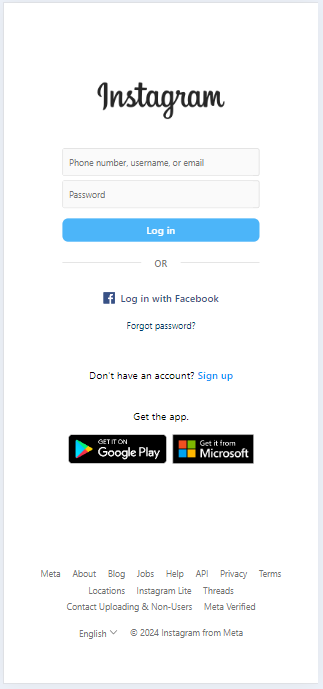 Instagram
Phone number, username, or email
Password
Log in
OR
Log in with Facebook
Forgot password?
Don't have an account? Sign up
Get the app.
GET IT ON
Google Play
Get it from
Microsoft
Meta About Blog Jobs Help API Privacy Terms
Locations Instagram Lite Threads
Contact Uploading & Non-Users Meta Verified
English © 2024 Instagram from Meta